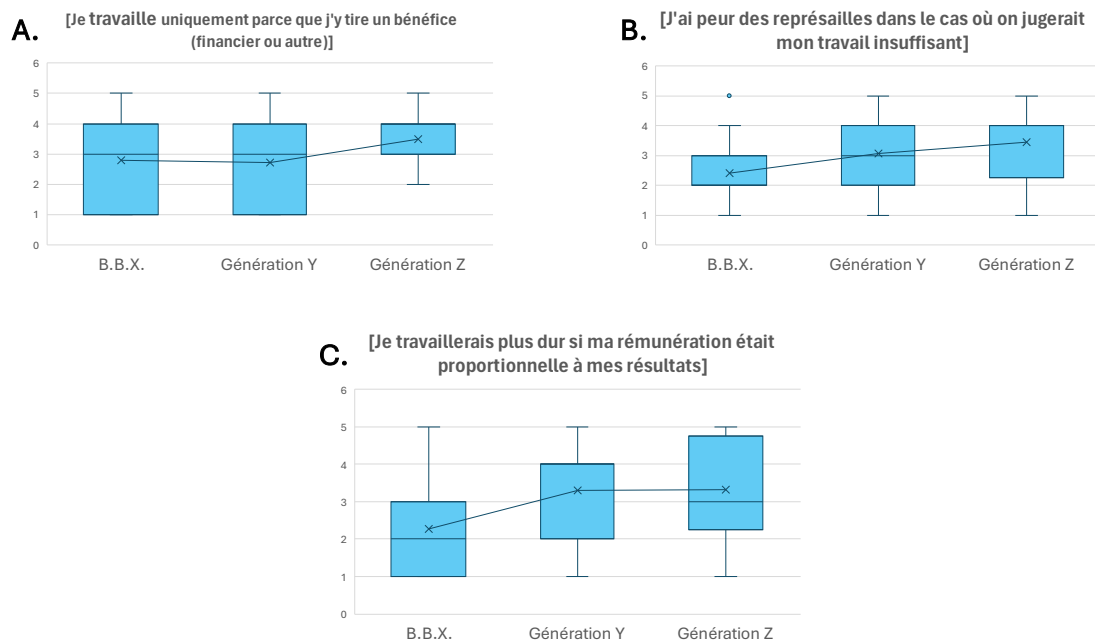 A.
[Je travaille uniquement parce que j'y tire un bénéfice
(financier ou autre)]
6
5
4
3
2
1
0
B.B.X.
Génération Y
Génération Z
B.
[J'ai peur des représailles dans le cas où on jugerait
mon travail insuffisant]
6
5
4
3
2
1
0
B.B.X.
Génération Y
Génération Z
C.
[Je travaillerais plus dur si ma rémunération était
proportionnelle à mes résultats]
6
5
4
3
2
1
0
B.B.X.
Génération Y
Génération Z